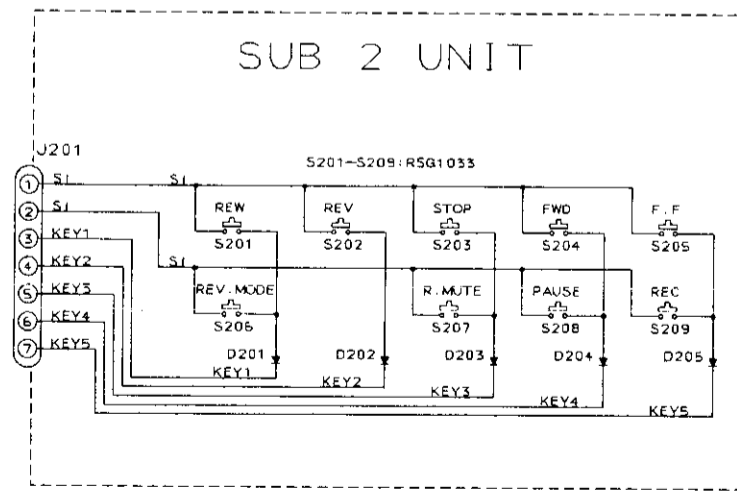 SUB 2 UNIT
J201
S201-S209:RSG1033
1 S1 S1
REW REV STOP FWD F.F
2 S1
S201 S202 S203 S204 S205
3 KEY1
4 KEY2 S1
5 KEY3 REV.MODE R.MUTE PAUSE REC
6 KEY4 S206 S207 S208 S209
7 KEY5
D201 D202 D203 D204 D205
KEY1
KEY2
KEY3
KEY4
KEY5